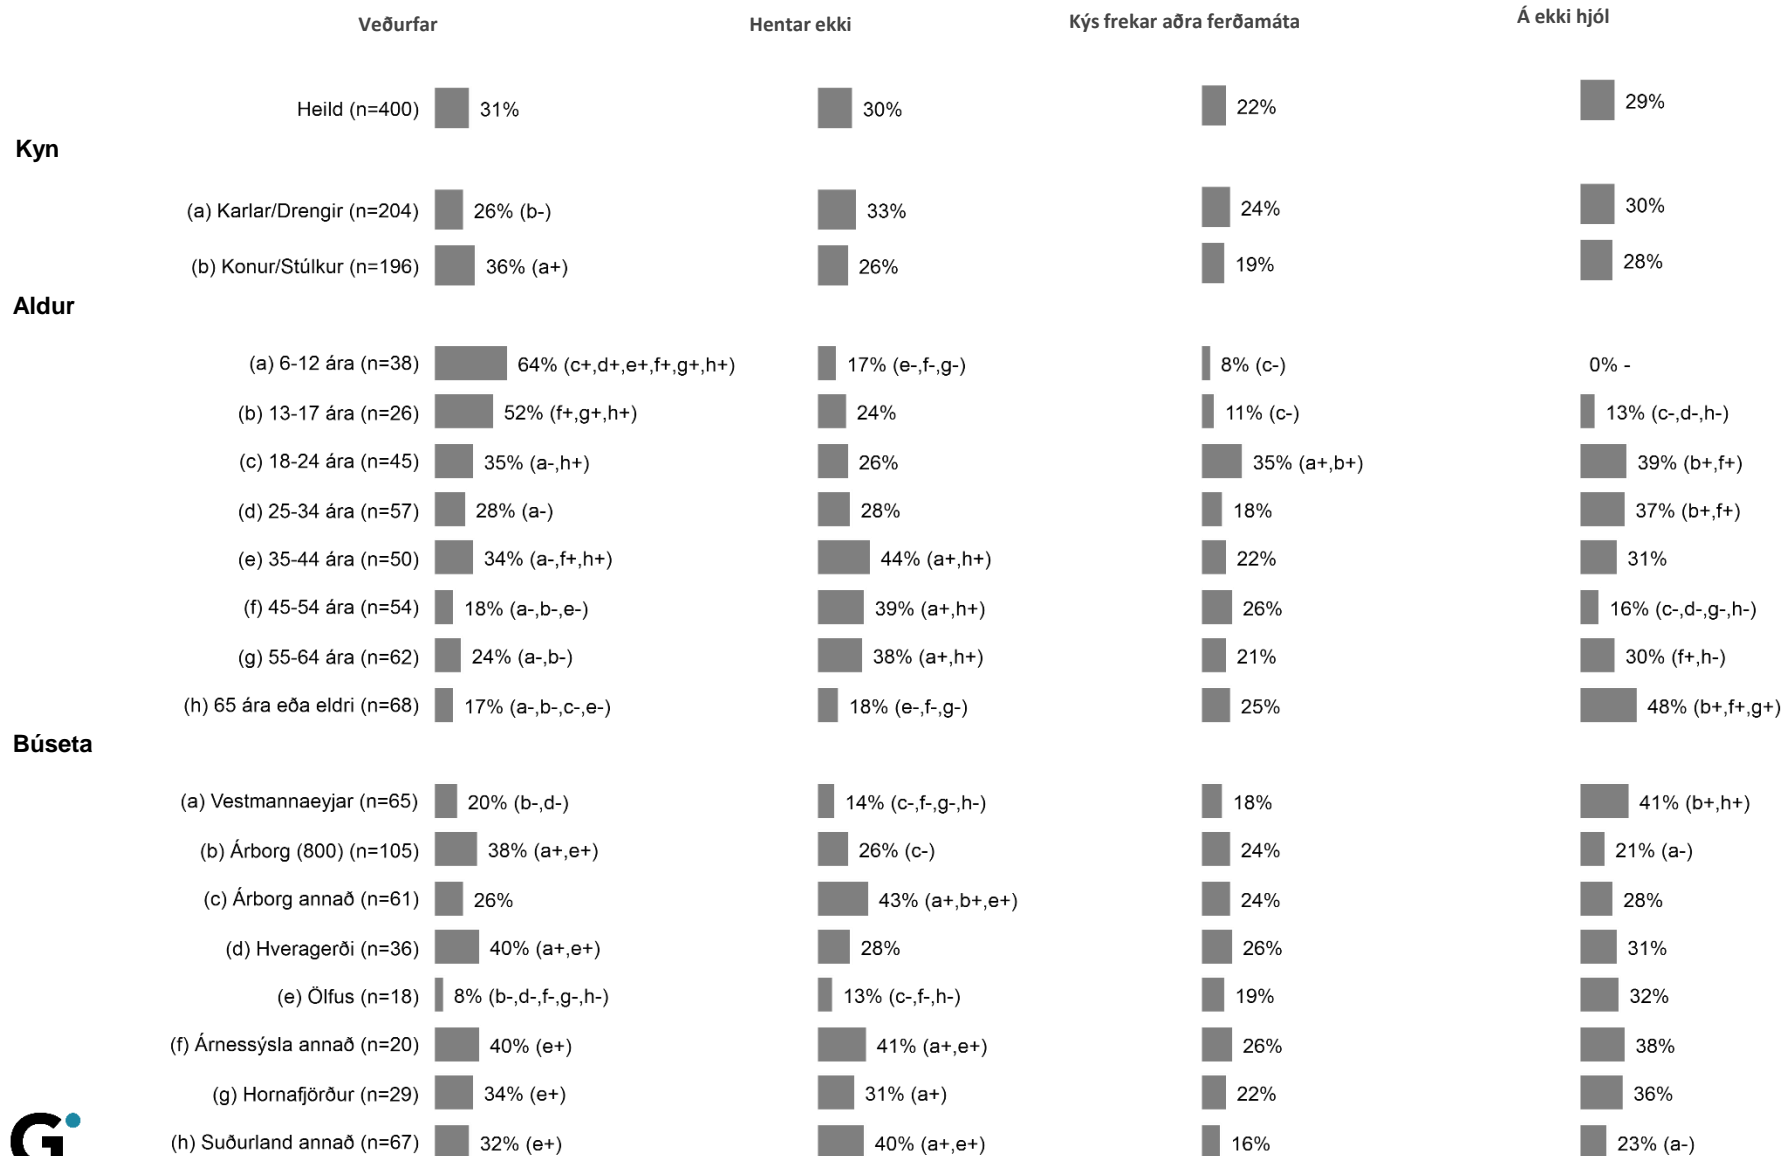 Veðurfar Hentar ekki Kýs frekar aðra ferðamáta Á ekki hjól
Heild (n=400) 31% 30% 22% 29%
Kyn
(a) Karlar/Drengir (n=204) 26% (b-) 33% 24% 30%
(b) Konur/Stúlkur (n=196) 36% (a+) 26% 19% 28%
Aldur
(a) 6-12 ára (n=38) 64% (c+,d+,e+,f+,g+,h+) 17% (e-,f-,g-) 8% (c-) 0% -
(b) 13-17 ára (n=26) 52% (f+,g+,h+) 24% 11% (c-) 13% (c-,d-,h-)
(c) 18-24 ára (n=45) 35% (a-,h+) 26% 35% (a+,b+) 39% (b+,f+)
(d) 25-34 ára (n=57) 28% (a-) 28% 18% 37% (b+,f+)
(e) 35-44 ára (n=50) 34% (a-,f+,h+) 44% (a+,h+) 22% 31%
(f) 45-54 ára (n=54) 18% (a-,b-,e-) 39% (a+,h+) 26% 16% (c-,d-,g-,h-)
(g) 55-64 ára (n=62) 24% (a-,b-) 38% (a+,h+) 21% 30% (f+,h-)
(h) 65 ára eða eldri (n=68) 17% (a-,b-,c-,e-) 18% (e-,f-,g-) 25% 48% (b+,f+,g+)
Búseta
(a) Vestmannaeyjar (n=65) 20% (b-,d-) 14% (c-,f-,g-,h-) 18% 41% (b+,h+)
(b) Árborg (800) (n=105) 38% (a+,e+) 26% (c-) 24% 21% (a-)
(c) Árborg annað (n=61) 26% 43% (a+,b+,e+) 24% 28%
(d) Hveragerði (n=36) 40% (a+,e+) 28% 26% 31%
(e) Ölfus (n=18) 8% (b-,d-,f-,g-,h-) 13% (c-,f-,h-) 19% 32%
(f) Árnessýsla annað (n=20) 40% (e+) 41% (a+,e+) 26% 38%
(g) Hornafjörður (n=29) 34% (e+) 31% (a+) 22% 36%
G
(h) Suðurland annað (n=67) 32% (e+) 40% (a+,e+) 16% 23% (a-)